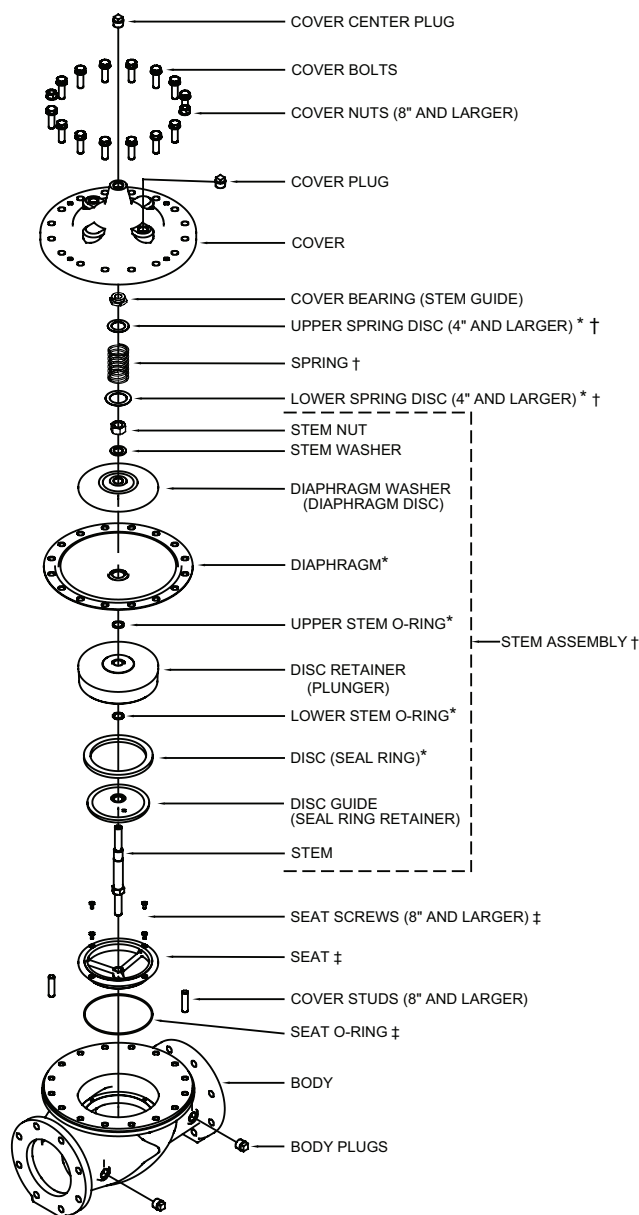 COVER CENTER PLUG
COVER BOLTS
COVER NUTS (8" AND LARGER)
COVER PLUG
COVER
COVER BEARING (STEM GUIDE)
UPPER SPRING DISC (4" AND LARGER) * †
SPRING †
LOWER SPRING DISC (4" AND LARGER) * †
STEM NUT
STEM WASHER
DIAPHRAGM WASHER
(DIAPHRAGM DISC)
DIAPHRAGM*
UPPER STEM O-RING*
STEM ASSEMBLY †
DISC RETAINER
(PLUNGER)
LOWER STEM O-RING*
DISC (SEAL RING)*
DISC GUIDE
(SEAL RING RETAINER)
STEM
SEAT SCREWS (8" AND LARGER) ‡
SEAT ‡
COVER STUDS (8" AND LARGER)
SEAT O-RING ‡
BODY
BODY PLUGS